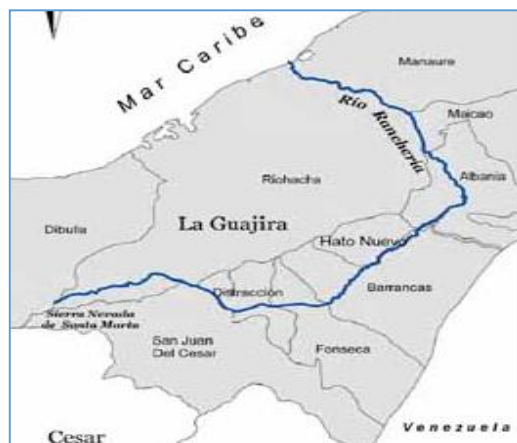 Mar Caribe
Manaure
Río Ranchería
Maicao
Albania
Riohacha
La Guajira
Dibulla
Hato Nuevo
Distracción
Barrancas
Sierra Nevada
de Santa Marta
San Juan
Del Cesar
Fonseca
Cesar
Venezuela